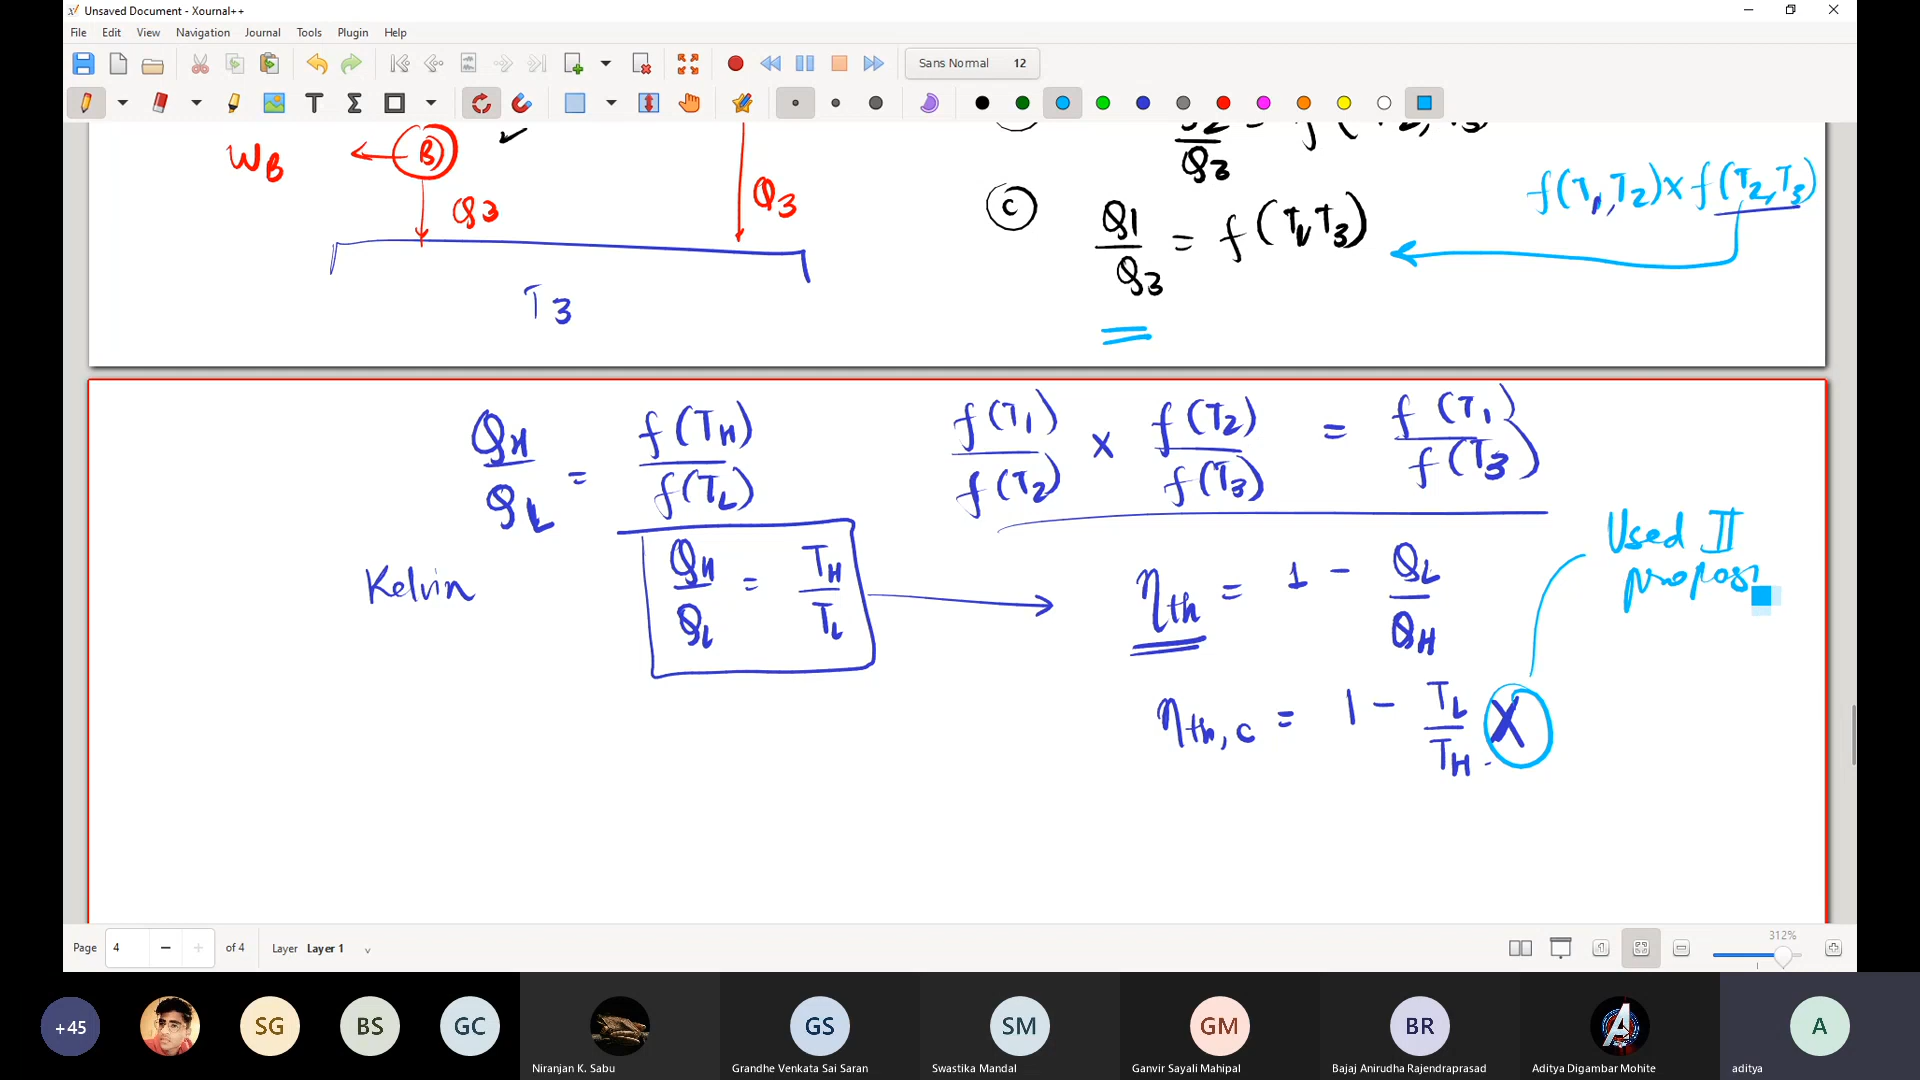 Unsaved Document - Xournal++
File Edit View Navigation Journal Tools Plugin Help
Sans Normal 12
WB B Q3 Q3
T3
Q2/Q3 = f(T2, T3)
C Q1/Q3 = f(T1, T3)
f(T1, T2) x f(T2, T3)
QH/QL = f(TH)/f(TL)
f(T1)/f(T2) x f(T2)/f(T3) = f(T1)/f(T3)
Kelvin
QH/QL = TH/TL
ηth = 1 - QL/QH
Used II
propos
ηth, c = 1 - TL/TH . X
Page 4 of 4 Layer Layer 1 312%
+45 SG BS GC GS SM GM BR A
Niranjan K. Sabu
Grandhe Venkata Sai Saran
Swastika Mandal
Ganvir Sayali Mahipal
Bajaj Anirudha Rajendraprasad
Aditya Digambar Mohite
aditya